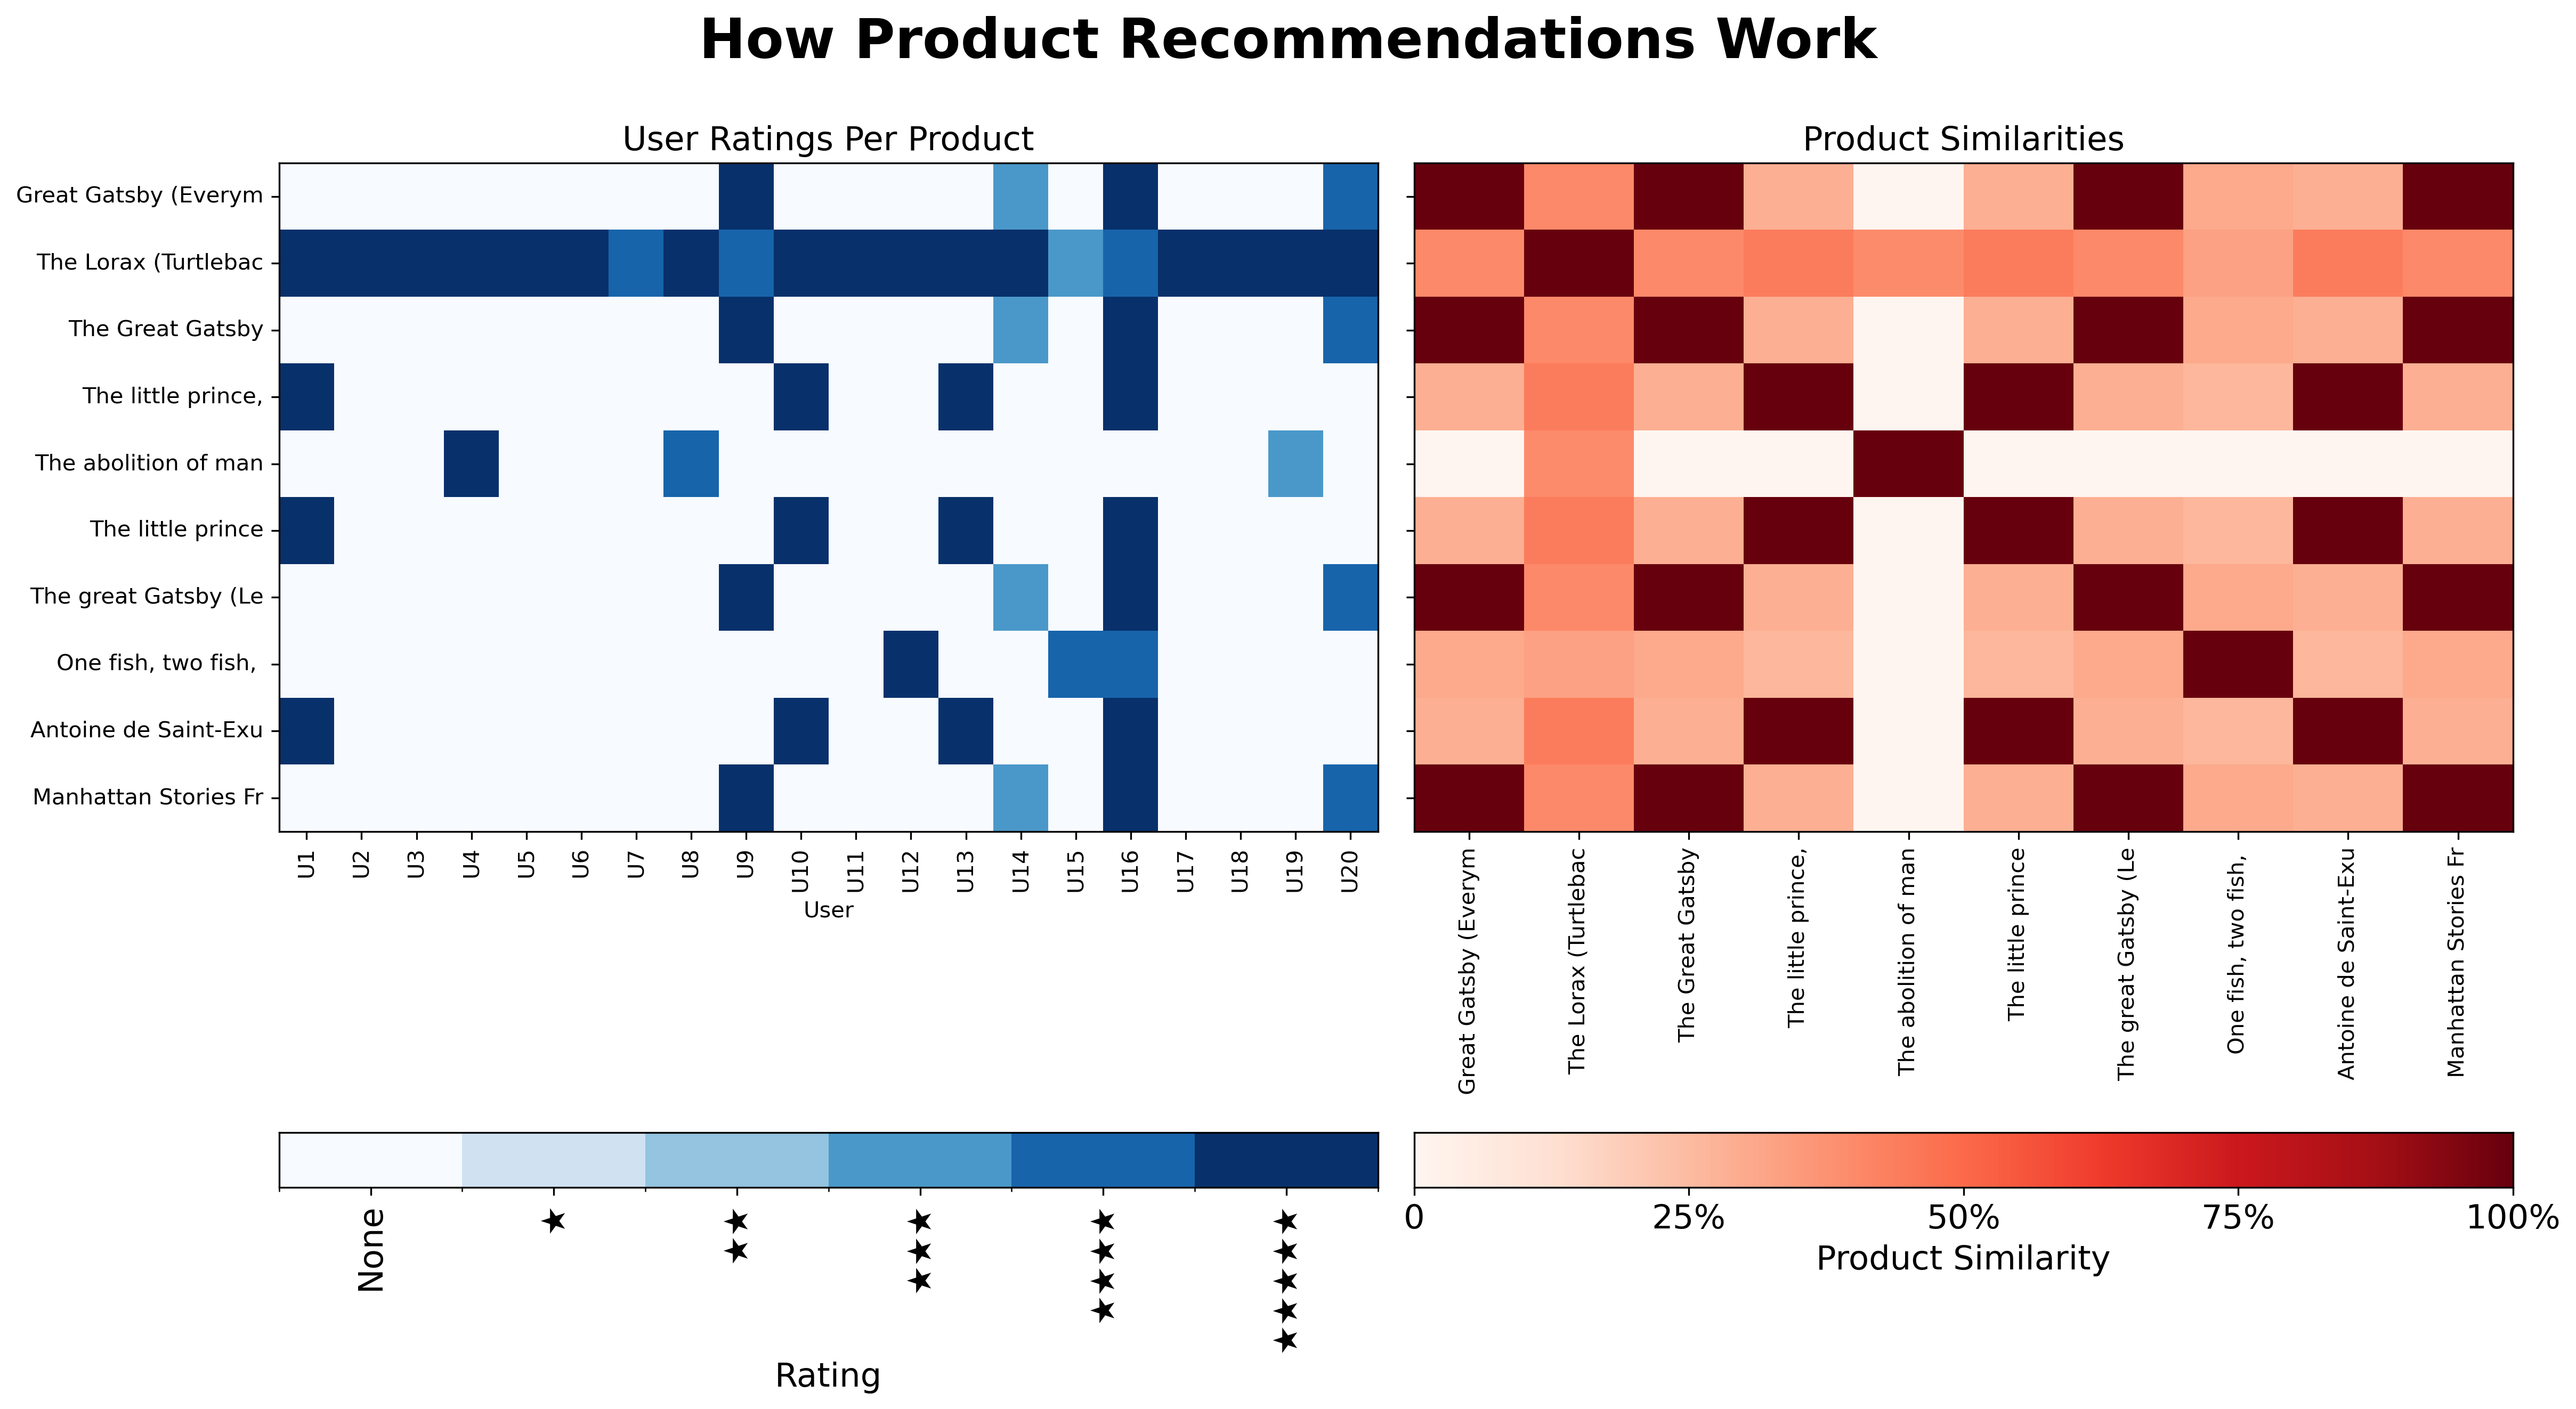 How Product Recommendations Work
User Ratings Per Product
Product Similarities
Great Gatsby (Everym
The Lorax (Turtlebac
The Great Gatsby
The little prince,
The abolition of man
The little prince
The great Gatsby (Le
One fish, two fish,
Antoine de Saint-Exu
Manhattan Stories Fr
U1 U2 U3 U4 U5 U6 U7 U8 U9 U10 U11 U12 U13 U14 U15 U16 U17 U18 U19 U20
User
Great Gatsby (Everym
The Lorax (Turtlebac
The Great Gatsby
The little prince,
The abolition of man
The little prince
The great Gatsby (Le
One fish, two fish,
Antoine de Saint-Exu
Manhattan Stories Fr
None
★
★★
★★★
★★★★
★★★★★
Rating
0 25% 50% 75% 100%
Product Similarity